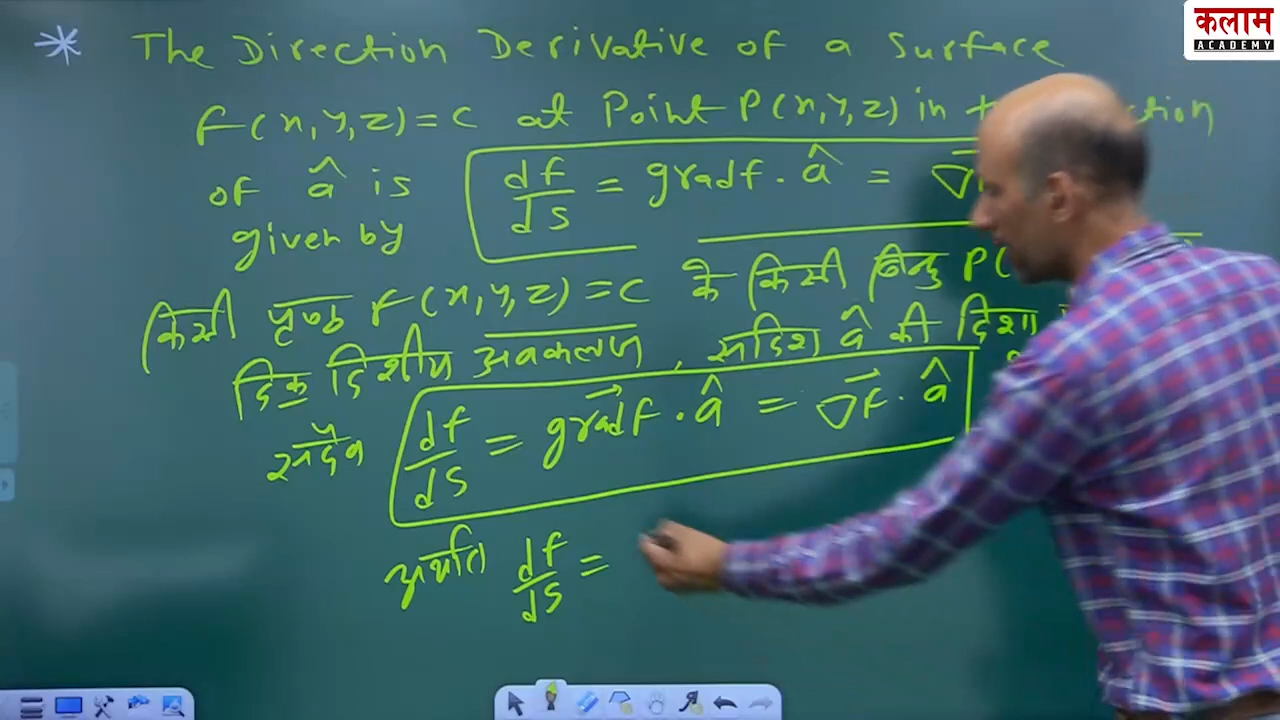 कलाम
ACADEMY
* The Direction Derivative of a Surface
F(x,y,z)=c at Point P(x,y,z) in
of â is
given by
df/ds = gradf · â =
किसी पृष्ठ F(x,y,z)=c के किसी बिन्दु P(
दिक दिशीय अवकलज, सदिश â की दिशा
सदैव df/ds = grad⃗f · â = ∇⃗f · â
अर्थात df/ds =